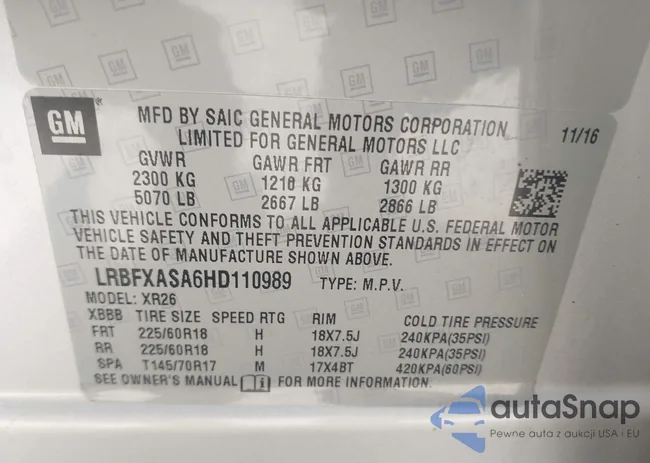 GM GM GM GM
GM
MFD BY SAIC GENERAL MOTORS CORPORATION
LIMITED FOR GENERAL MOTORS LLC
11/16
GVWR GAWR FRT GAWR RR
2300 KG 1210 KG 1300 KG
5070 LB 2667 LB 2866 LB
THIS VEHICLE CONFORMS TO ALL APPLICABLE U.S. FEDERAL MOTOR
VEHICLE SAFETY AND THEFT PREVENTION STANDARDS IN EFFECT ON
THE DATE OF MANUFACTURE SHOWN ABOVE.
LRBFXASA6HD110989 TYPE: M.P.V.
MODEL: XR26
XBBB TIRE SIZE SPEED RTG RIM COLD TIRE PRESSURE
FRT 225/60R18 H 18X7.5J 240KPA(35PSI)
RR 225/60R18 H 18X7.5J 240KPA(35PSI)
SPA T145/70R17 M 17X4BT 420KPA(60PSI)
SEE OWNER'S MANUAL FOR MORE INFORMATION.
autaSnap
Pewne auta z aukcji USA i EU